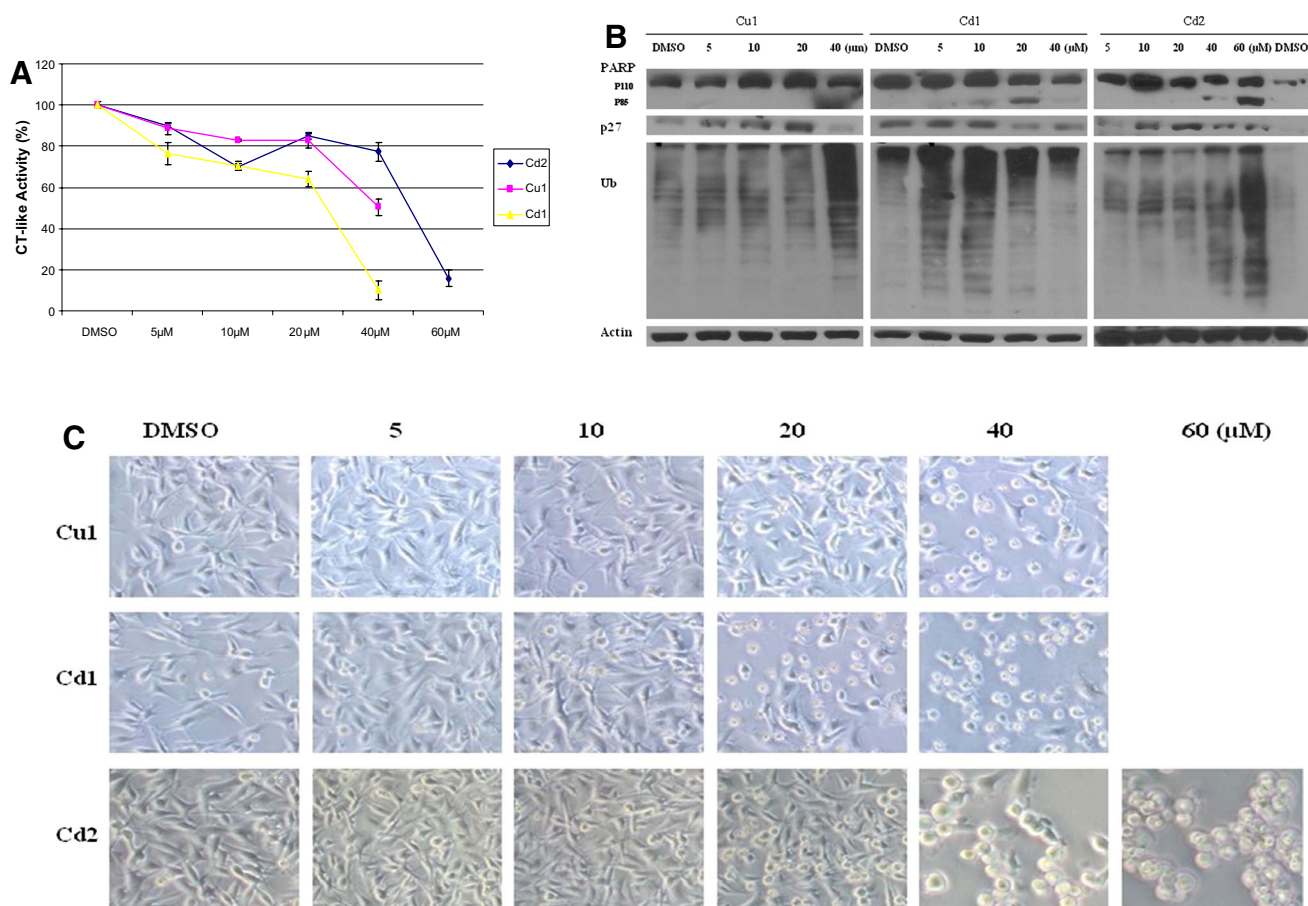 A
120
100
80
60
40
20
0
CT-like Activity (%)
DMSO 5µM 10µM 20µM 40µM 60µM
Cd2
Cu1
Cd1
B
Cu1 Cd1 Cd2
DMSO 5 10 20 40 (µm) DMSO 5 10 20 40 (µM) 5 10 20 40 60 (µM) DMSO
PARP
P110
P85
p27
Ub
Actin
C
DMSO 5 10 20 40 60 (µM)
Cu1
Cd1
Cd2